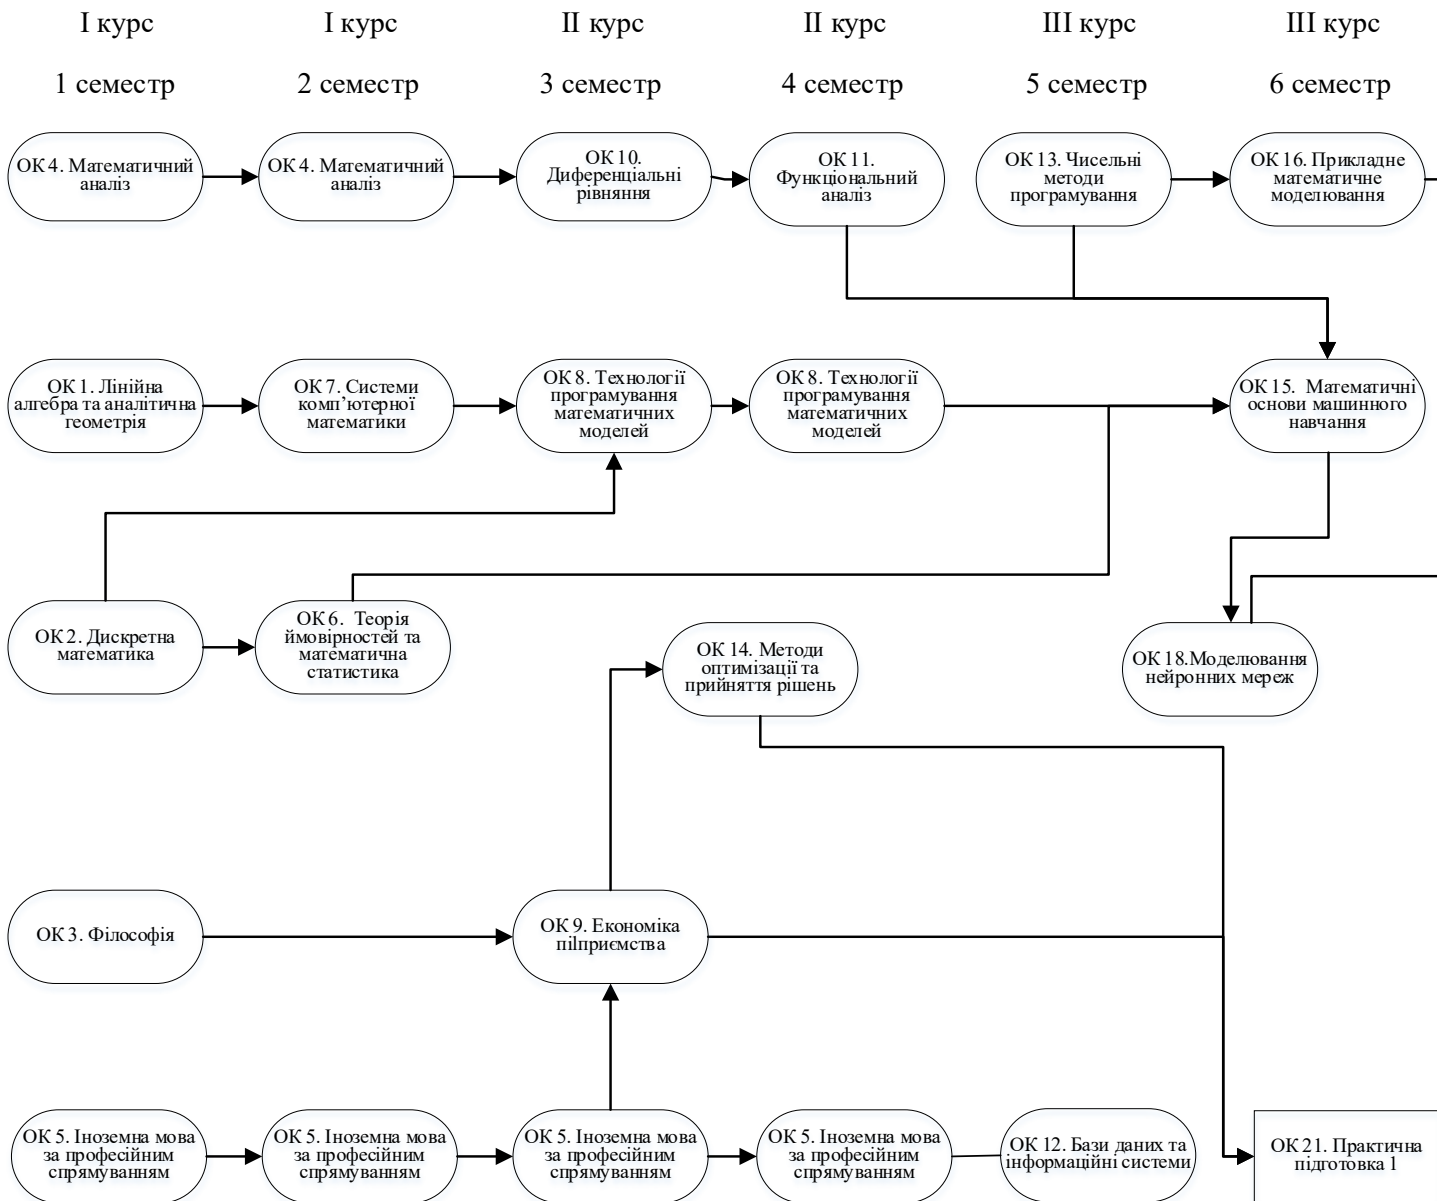 І курс
І курс
ІІ курс
ІІ курс
ІІІ курс
ІІІ курс
1 семестр
2 семестр
3 семестр
4 семестр
5 семестр
6 семестр
ОК 4. Математичний
аналіз
ОК 4. Математичний
аналіз
ОК 10.
Диференціальні
рівняння
ОК 11.
Функціональний
аналіз
ОК 13. Чисельні
методи
програмування
ОК 16. Прикладне
математичне
моделювання
ОК 1. Лінійна
алгебра та аналітична
геометрія
ОК 7. Системи
комп’ютерної
математики
ОК 8. Технології
програмування
математичних
моделей
ОК 8. Технології
програмування
математичних
моделей
ОК 15. Математичні
основи машинного
навчання
ОК 2. Дискретна
математика
ОК 6. Теорія
ймовірностей та
математична
статистика
ОК 14. Методи
оптимізації та
прийняття рішень
ОК 18.Моделювання
нейронних мереж
ОК 3. Філософія
ОК 9. Економіка
піlприємства
ОК 5. Іноземна мова
за професійним
спрямуванням
ОК 5. Іноземна мова
за професійним
спрямуванням
ОК 5. Іноземна мова
за професійним
спрямуванням
ОК 5. Іноземна мова
за професійним
спрямуванням
ОК 12. Бази даних та
інформаційні системи
ОК 21. Практична
підготовка 1